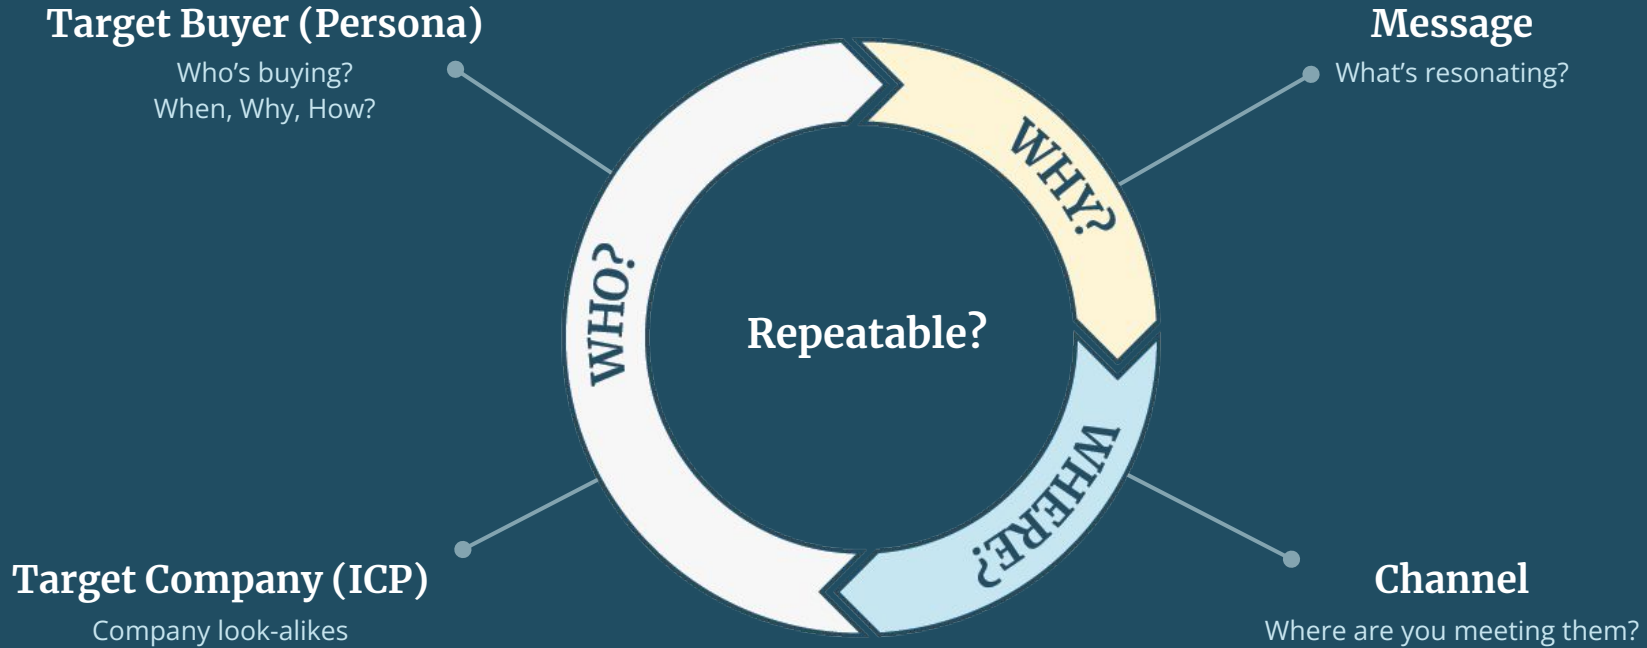 Target Buyer (Persona)
Who’s buying?
When, Why, How?
Message
What’s resonating?
WHY?
WHO?
Repeatable?
WHERE?
Target Company (ICP)
Company look-alikes
Channel
Where are you meeting them?